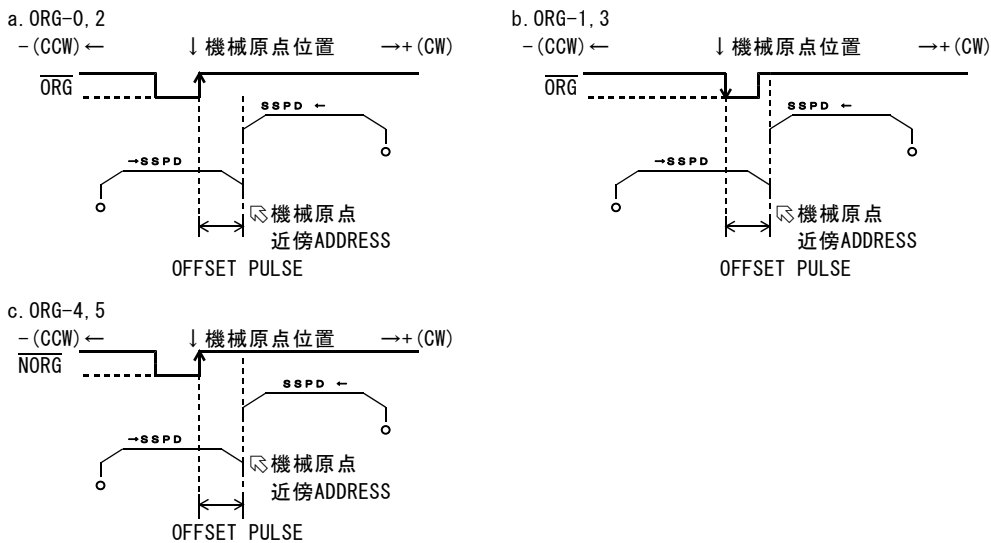 a.ORG-0,2
-(CCW)← ↓機械原点位置 →+(CW)
ORG
SSPD ←
→SSPD
機械原点
近傍ADDRESS
OFFSET PULSE
b.ORG-1,3
-(CCW)← ↓機械原点位置 →+(CW)
ORG
SSPD ←
→SSPD
機械原点
近傍ADDRESS
OFFSET PULSE
c.ORG-4,5
-(CCW)← ↓機械原点位置 →+(CW)
NORG
SSPD ←
→SSPD
機械原点
近傍ADDRESS
OFFSET PULSE